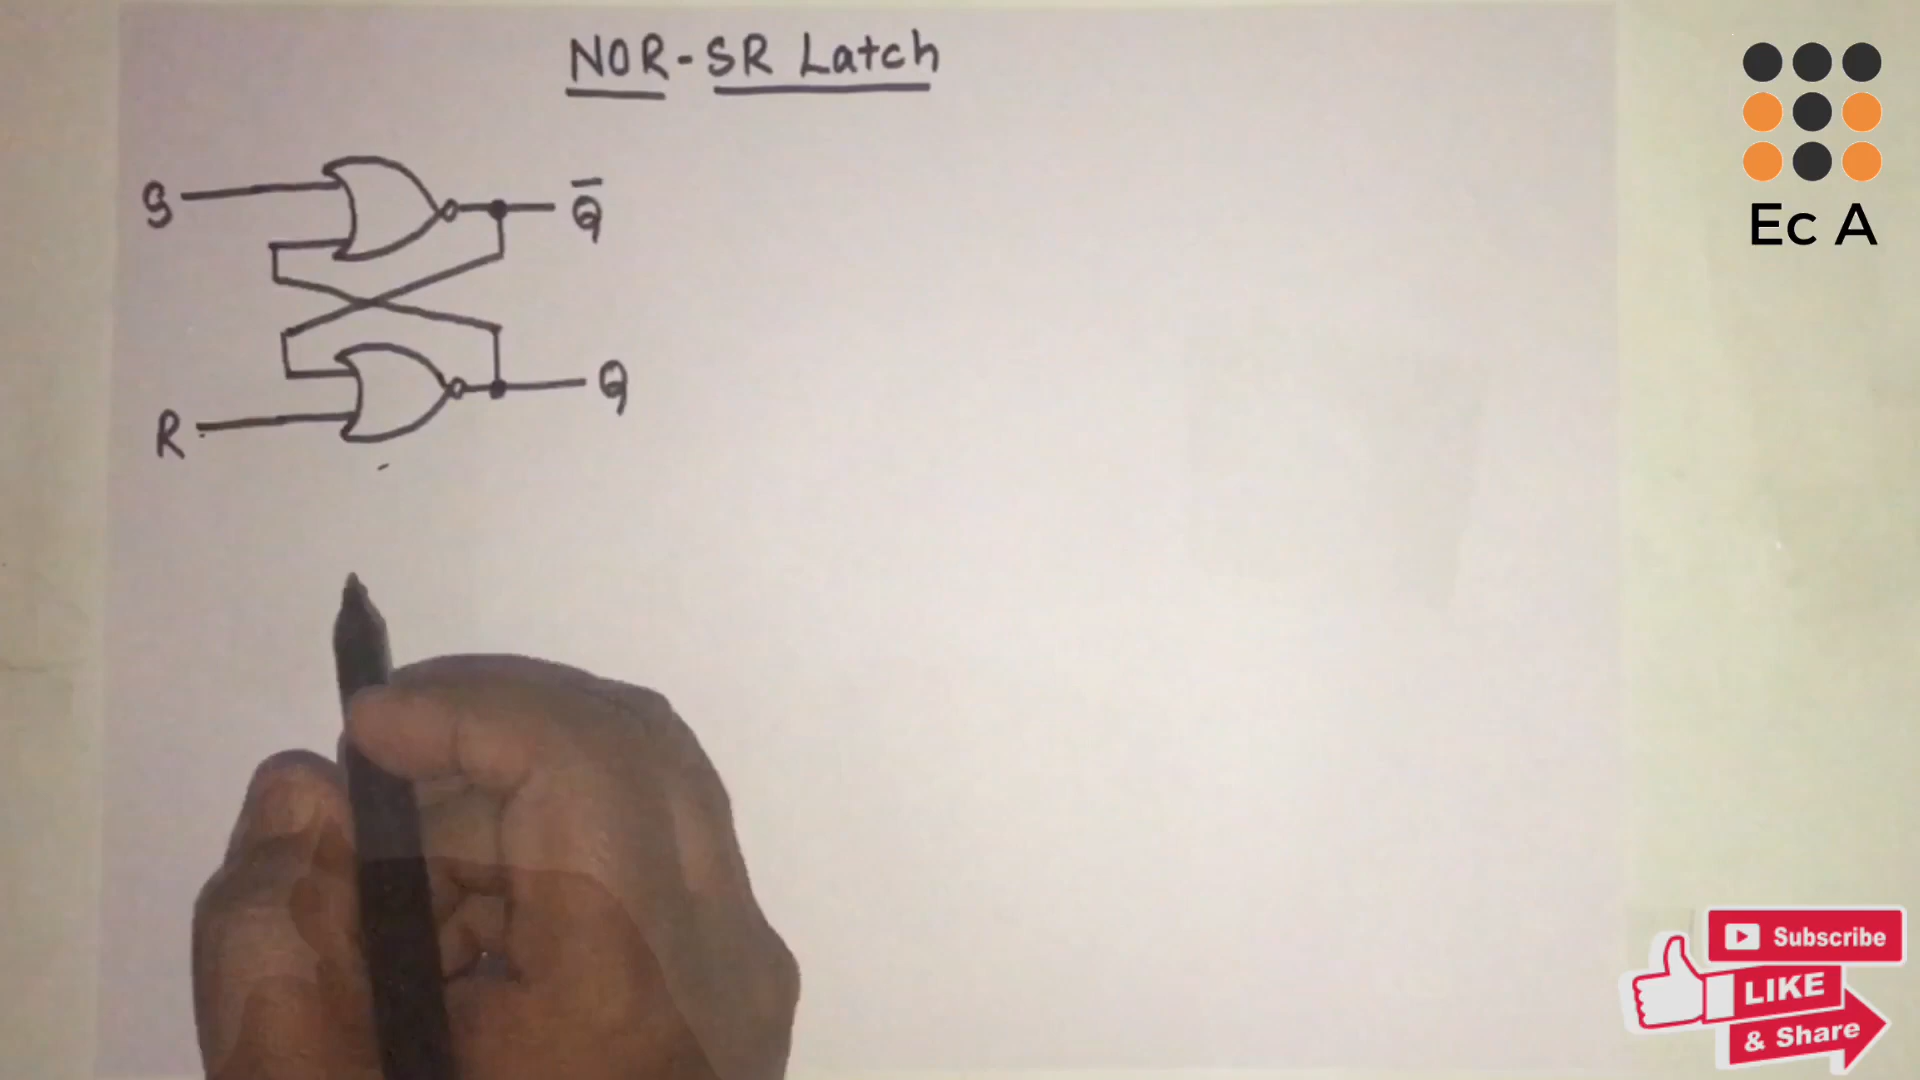 NOR-SR Latch
S
Q̅
R
Q
Ec A
Subscribe
LIKE
& Share